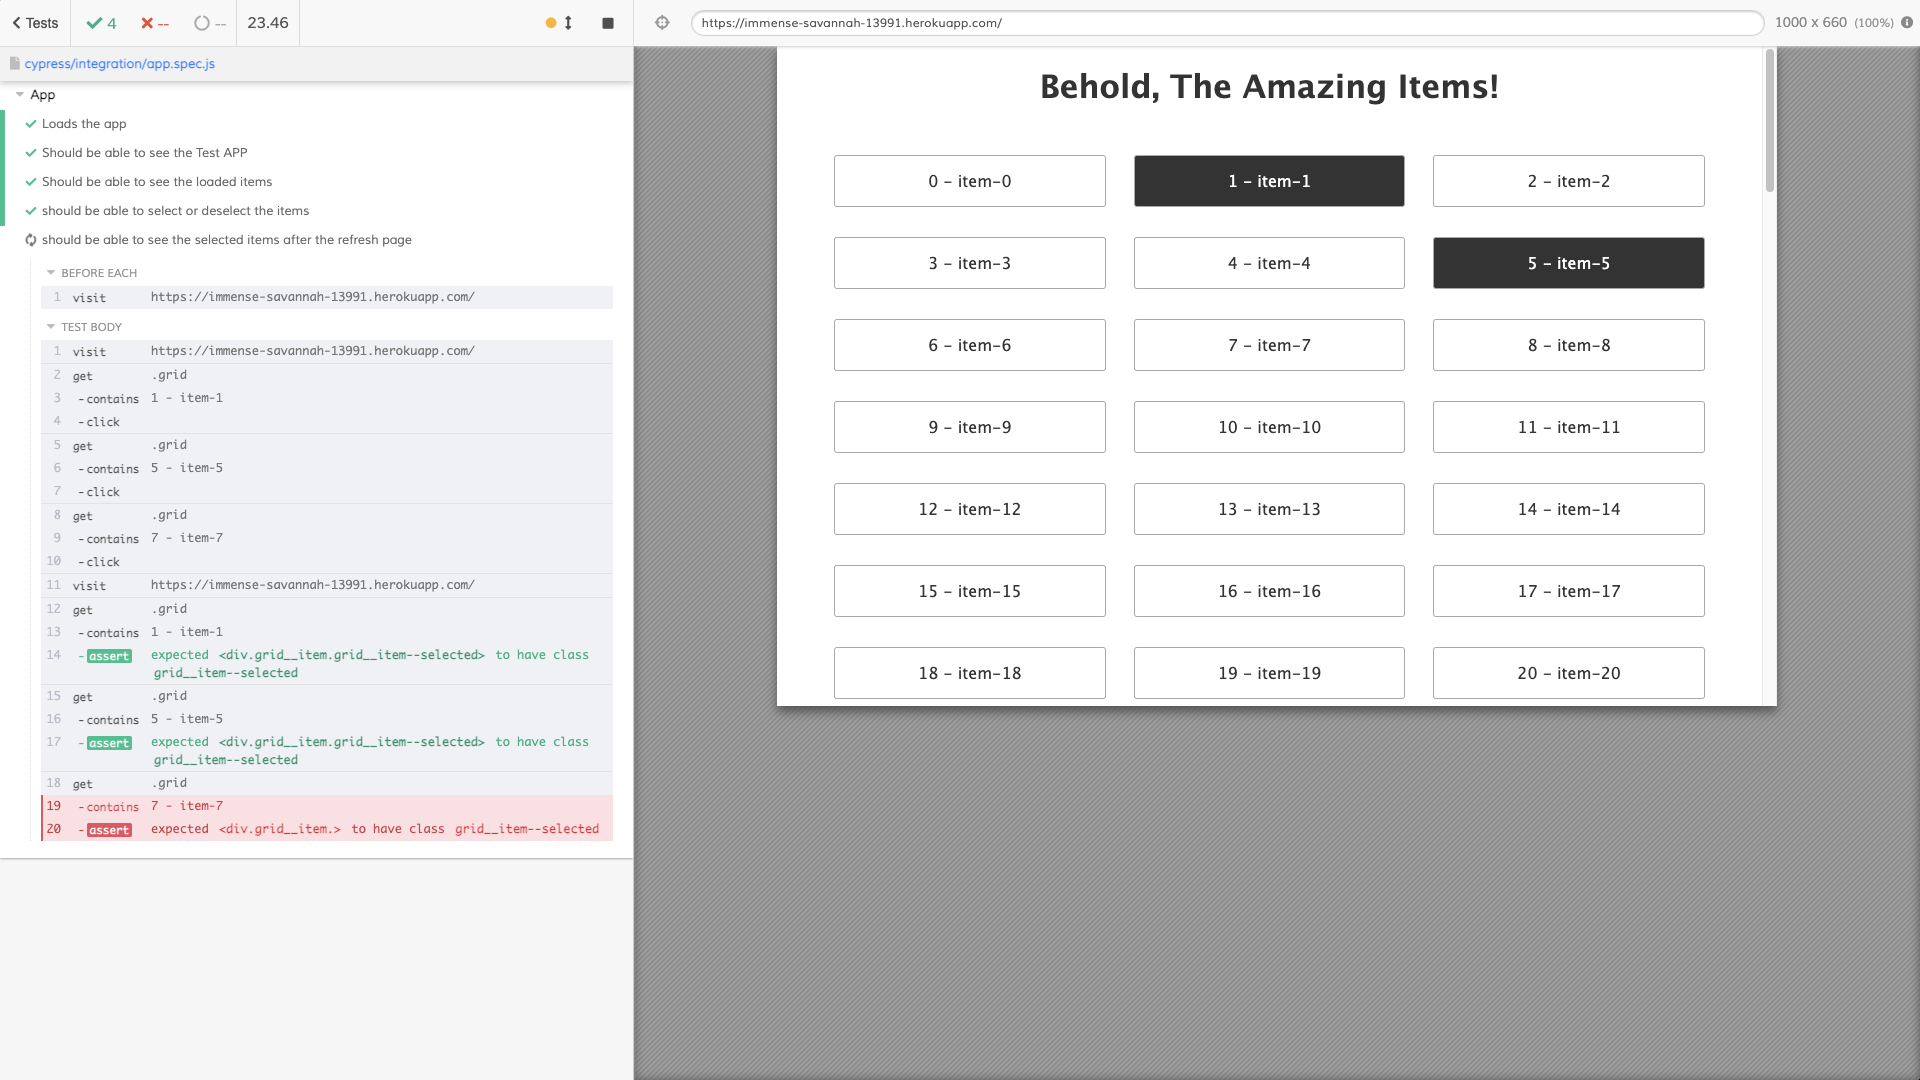 Tests
4
--
--
23.46
https://immense-savannah-13991.herokuapp.com/
1000 x 660 (100%)
cypress/integration/app.spec.js
App
Loads the app
Should be able to see the Test APP
Should be able to see the loaded items
should be able to select or deselect the items
should be able to see the selected items after the refresh page
BEFORE EACH
1 visit https://immense-savannah-13991.herokuapp.com/
TEST BODY
1 visit https://immense-savannah-13991.herokuapp.com/
2 get .grid
3 -contains 1 - item-1
4 -click
5 get .grid
6 -contains 5 - item-5
7 -click
8 get .grid
9 -contains 7 - item-7
10 -click
11 visit https://immense-savannah-13991.herokuapp.com/
12 get .grid
13 -contains 1 - item-1
14 -assert expected <div.grid__item.grid__item--selected> to have class
grid__item--selected
15 get .grid
16 -contains 5 - item-5
17 -assert expected <div.grid__item.grid__item--selected> to have class
grid__item--selected
18 get .grid
19 -contains 7 - item-7
20 -assert expected <div.grid__item.> to have class grid__item--selected
Behold, The Amazing Items!
0 - item-0
1 - item-1
2 - item-2
3 - item-3
4 - item-4
5 - item-5
6 - item-6
7 - item-7
8 - item-8
9 - item-9
10 - item-10
11 - item-11
12 - item-12
13 - item-13
14 - item-14
15 - item-15
16 - item-16
17 - item-17
18 - item-18
19 - item-19
20 - item-20